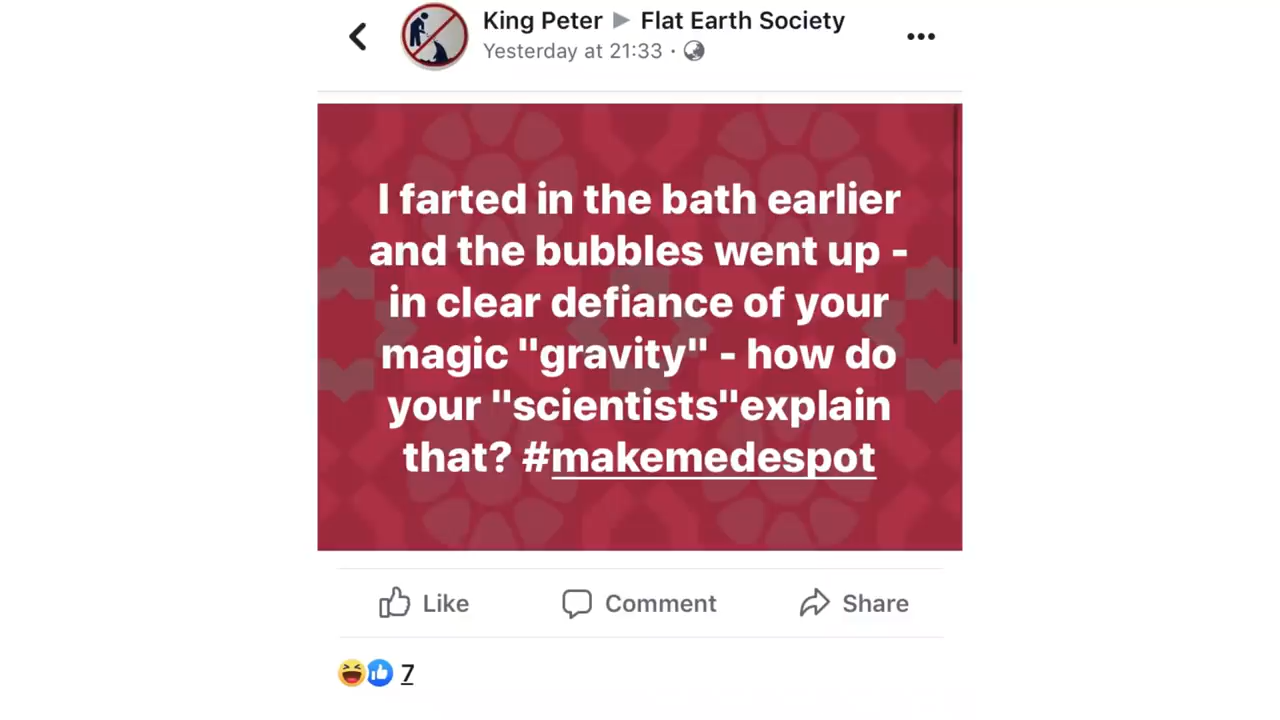 King Peter ▶ Flat Earth Society
Yesterday at 21:33 ·
I farted in the bath earlier
and the bubbles went up -
in clear defiance of your
magic "gravity" - how do
your "scientists"explain
that? #makemedespot
Like Comment Share
7